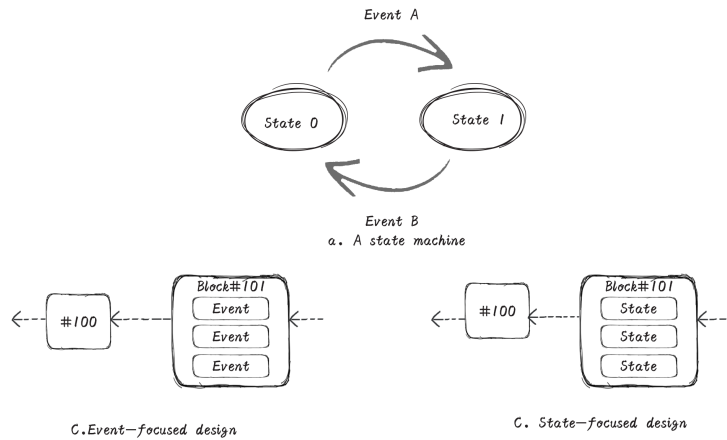 Event A
State 0
State 1
Event B
a. A state machine
Block#101
Event
#100
Event
Event
C.Event-focused design
Block#101
State
#100
State
State
C. State-focused design